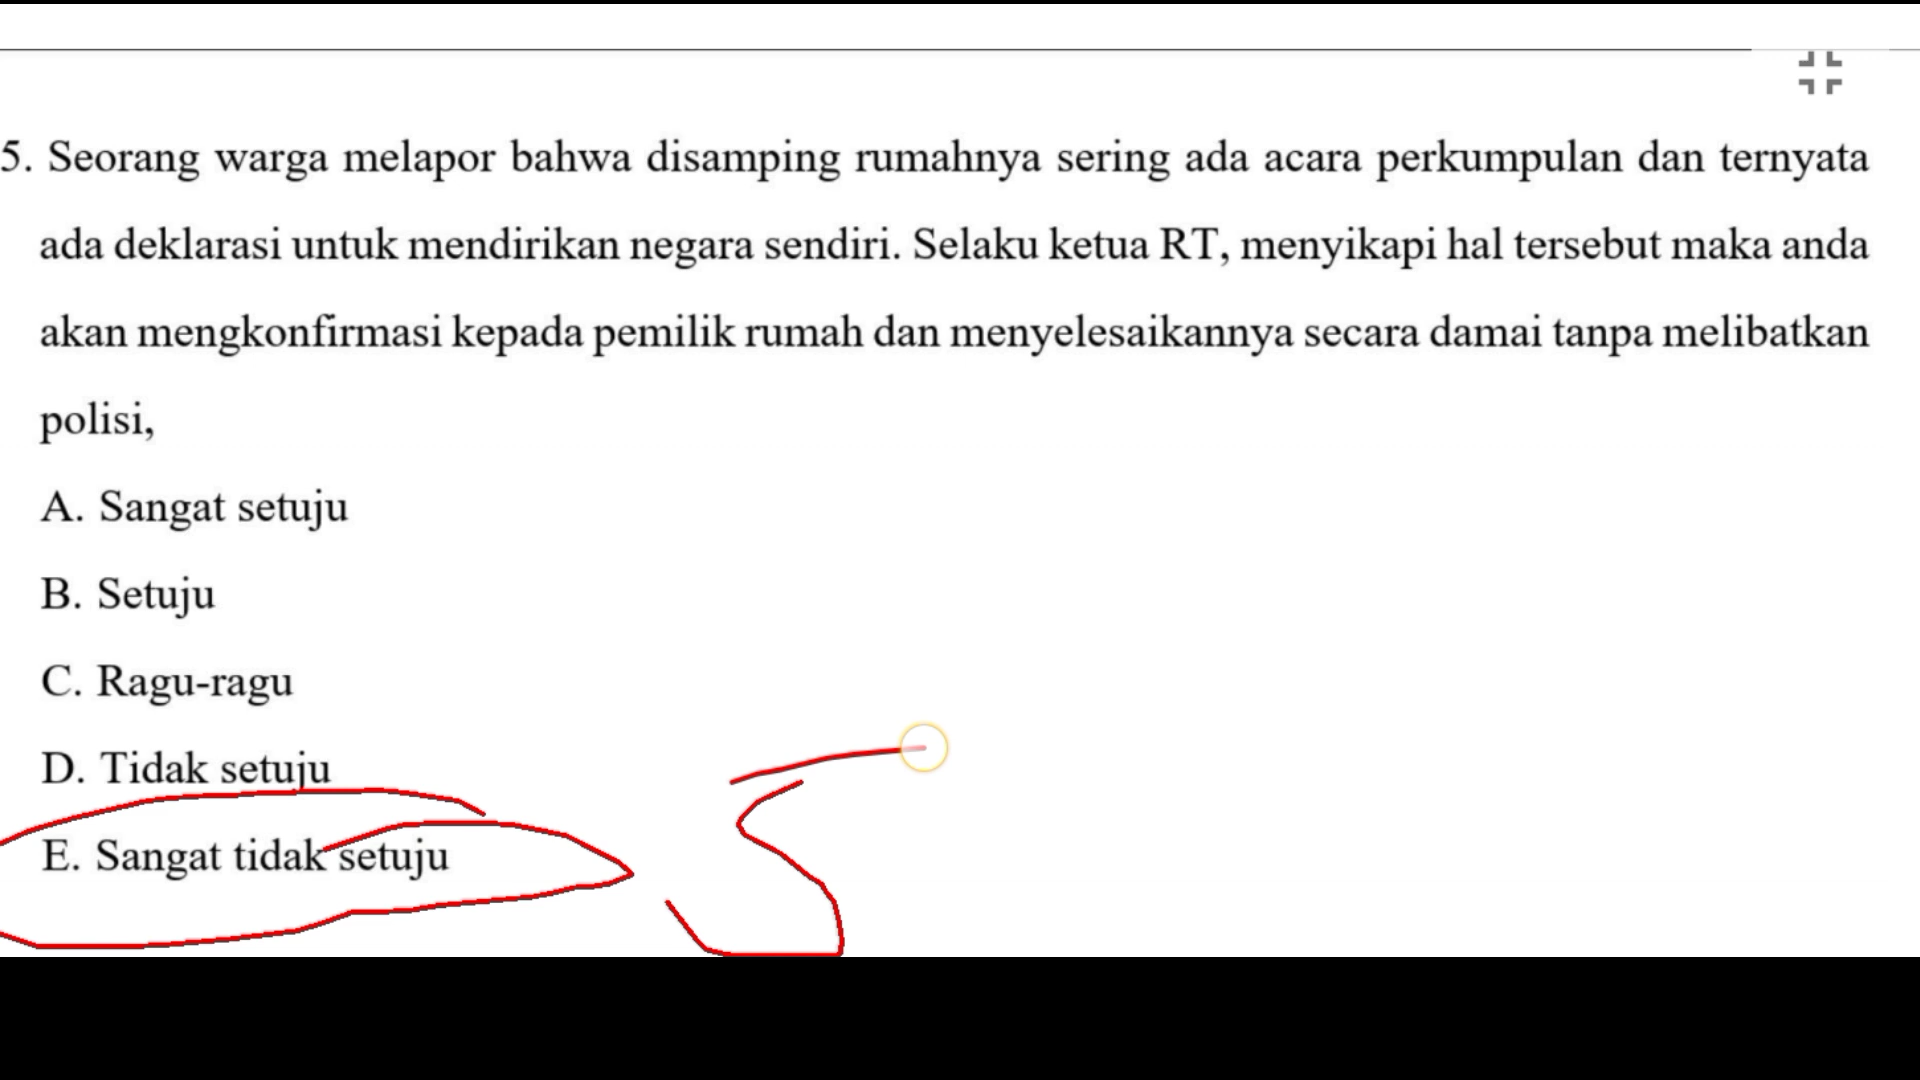 5. Seorang warga melapor bahwa disamping rumahnya sering ada acara perkumpulan dan ternyata
ada deklarasi untuk mendirikan negara sendiri. Selaku ketua RT, menyikapi hal tersebut maka anda
akan mengkonfirmasi kepada pemilik rumah dan menyelesaikannya secara damai tanpa melibatkan
polisi,
A. Sangat setuju
B. Setuju
C. Ragu-ragu
D. Tidak setuju
E. Sangat tidak setuju
5